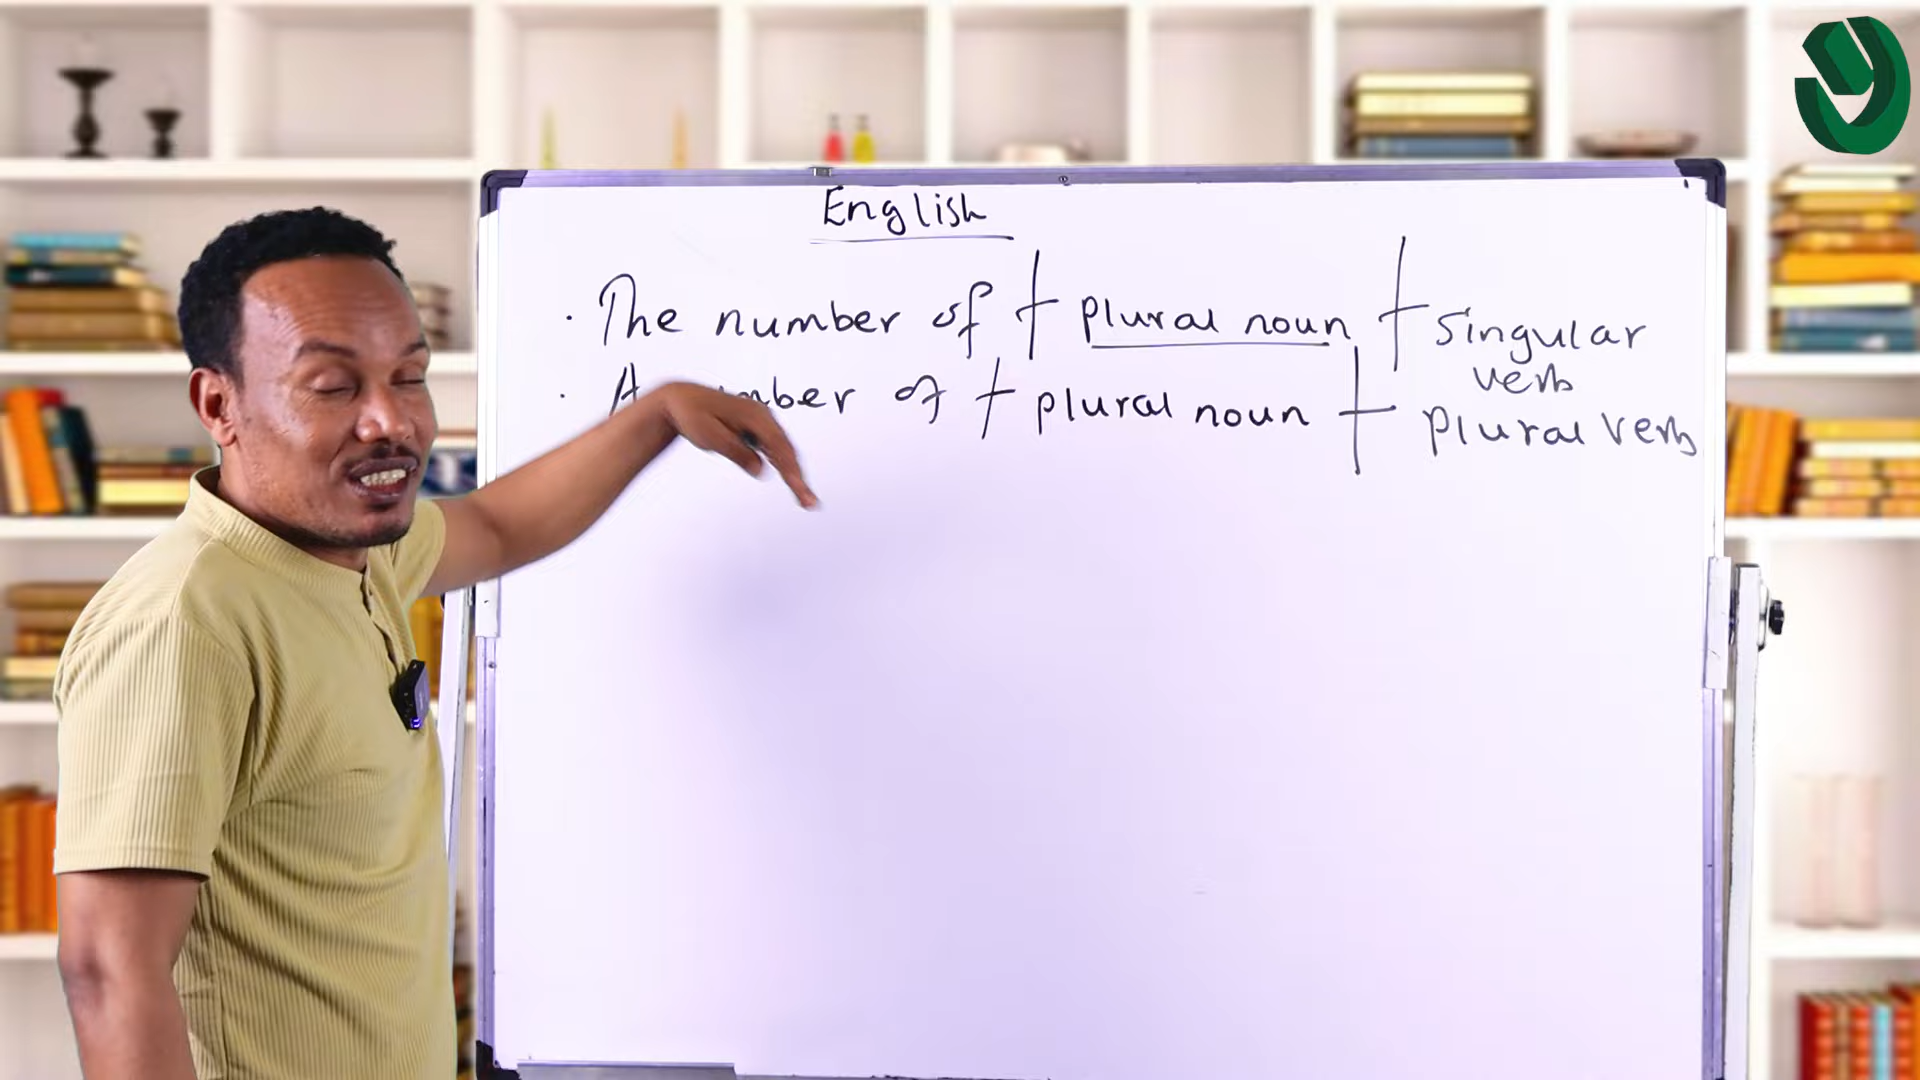 English
· The number of + plural noun + singular verb
· A number of + plural noun + plural verb